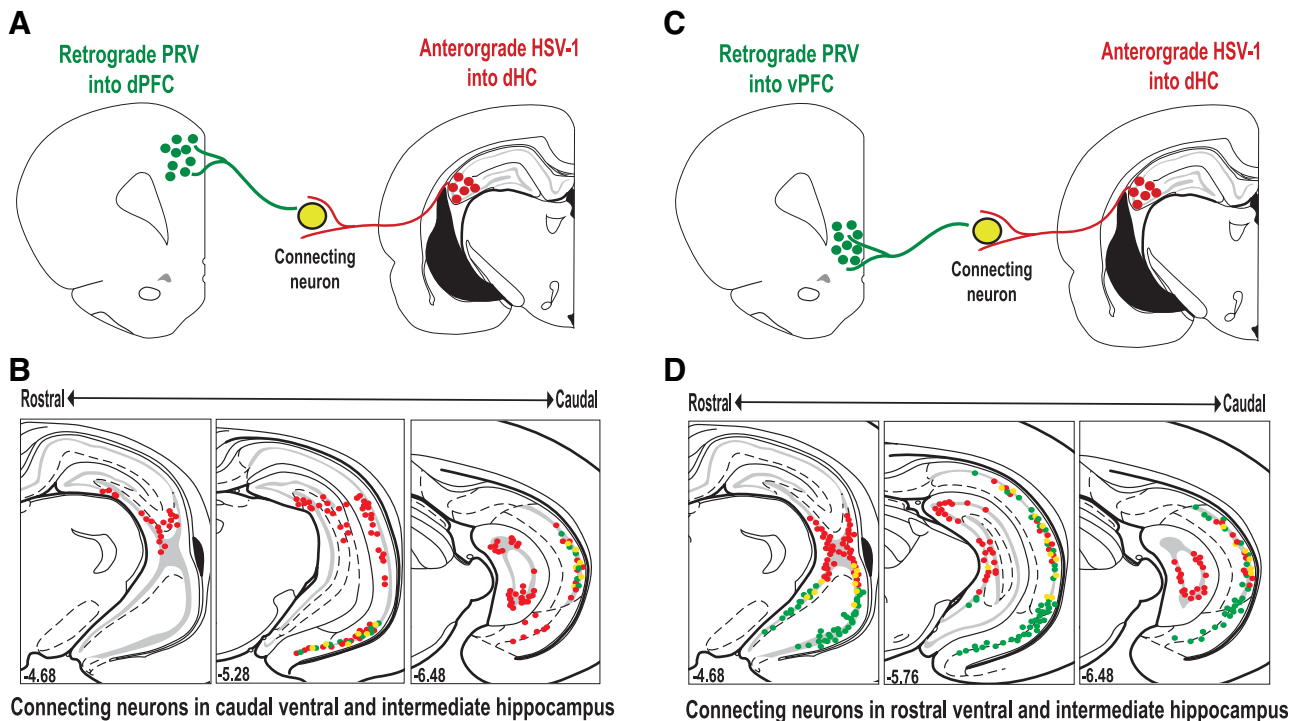 A
Retrograde PRV
into dPFC
Anterorgrade HSV-1
into dHC
Connecting
neuron
C
Retrograde PRV
into vPFC
Anterorgrade HSV-1
into dHC
Connecting
neuron
B
Rostral
Caudal
-4.68
-5.28
-6.48
Connecting neurons in caudal ventral and intermediate hippocampus
D
Rostral
Caudal
-4.68
-5.76
-6.48
Connecting neurons in rostral ventral and intermediate hippocampus